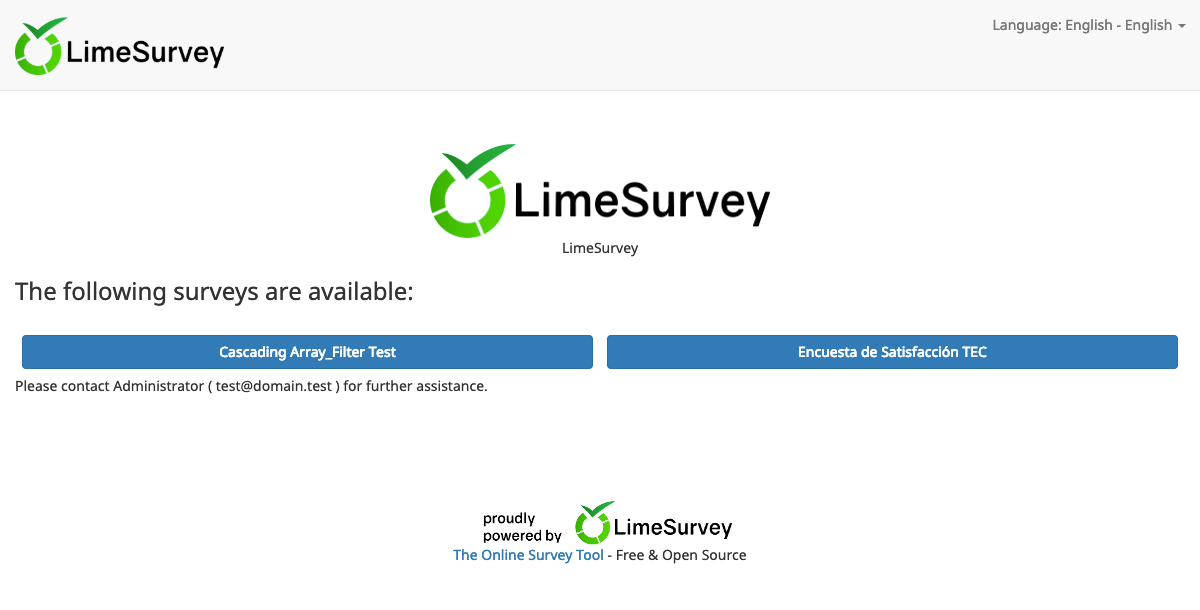 LimeSurvey
Language: English - English
LimeSurvey
LimeSurvey
The following surveys are available:
Cascading Array_Filter Test
Encuesta de Satisfacción TEC
Please contact Administrator ( test@domain.test ) for further assistance.
proudly
powered by
LimeSurvey
The Online Survey Tool - Free & Open Source